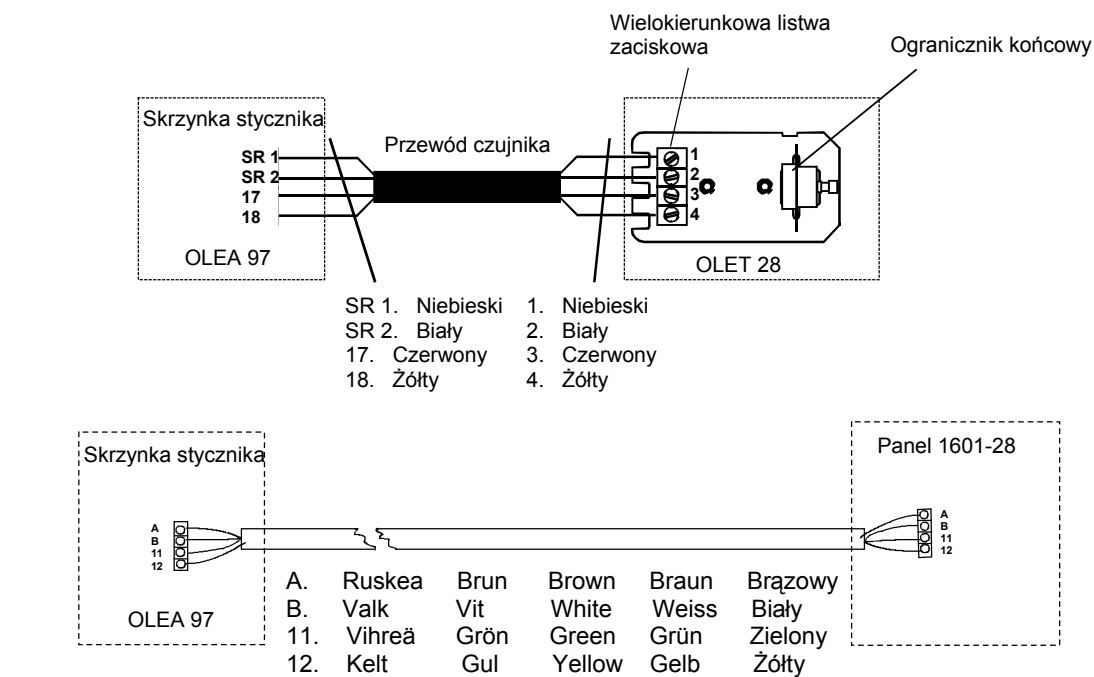 Wielokierunkowa listwa
zaciskowa
Ogranicznik końcowy
Skrzynka stycznika
Przewód czujnika
SR 1
SR 2
17
18
1
2
3
4
OLEA 97
OLET 28
SR 1. Niebieski 1. Niebieski
SR 2. Biały 2. Biały
17. Czerwony 3. Czerwony
18. Żółty 4. Żółty
Skrzynka stycznika
Panel 1601-28
A
B
11
12
A
B
11
12
OLEA 97
A. Ruskea Brun Brown Braun Brązowy
B. Valk Vit White Weiss Biały
11. Vihreä Grön Green Grün Zielony
12. Kelt Gul Yellow Gelb Żółty